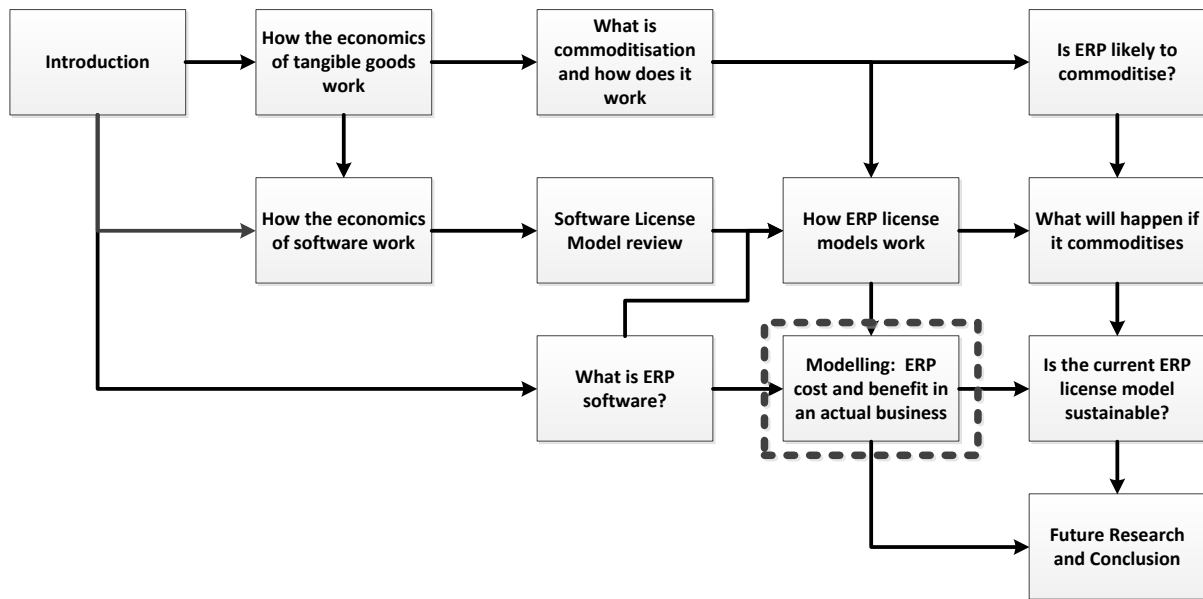 Introduction
How the economics
of tangible goods
work
What is
commoditisation
and how does it
work
Is ERP likely to
commoditise?
How the economics
of software work
Software License
Model review
How ERP license
models work
What will happen if
it commoditises
What is ERP
software?
Modelling:  ERP
cost and benefit in
an actual business
Is the current ERP
license model
sustainable?
Future Research
and Conclusion